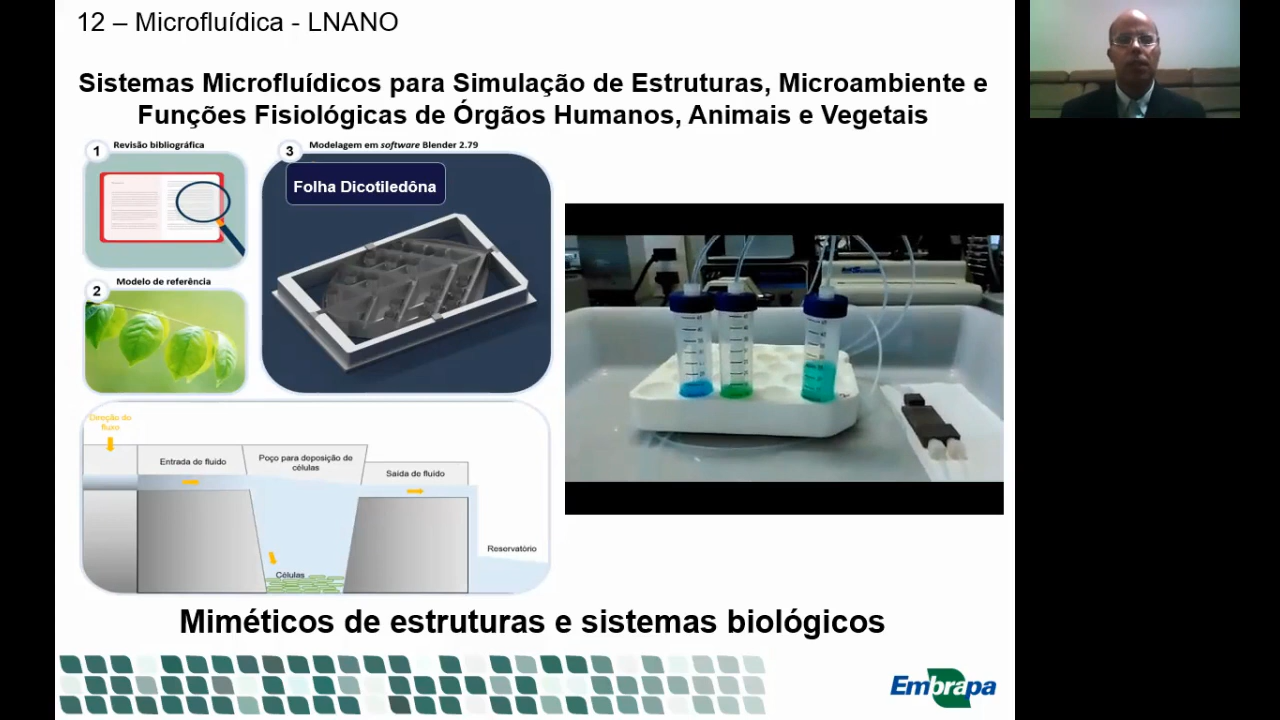 12 – Microfluídica - LNANO
Sistemas Microfluídicos para Simulação de Estruturas, Microambiente e
Funções Fisiológicas de Órgãos Humanos, Animais e Vegetais
1
Revisão bibliográfica
3
Modelagem em software Blender 2.79
Folha Dicotiledôna
2
Modelo de referência
Direção do
fluxo
Entrada de fluido
Poço para deposição de
células
Saída de fluido
Reservatório
Células
Miméticos de estruturas e sistemas biológicos
Embrapa